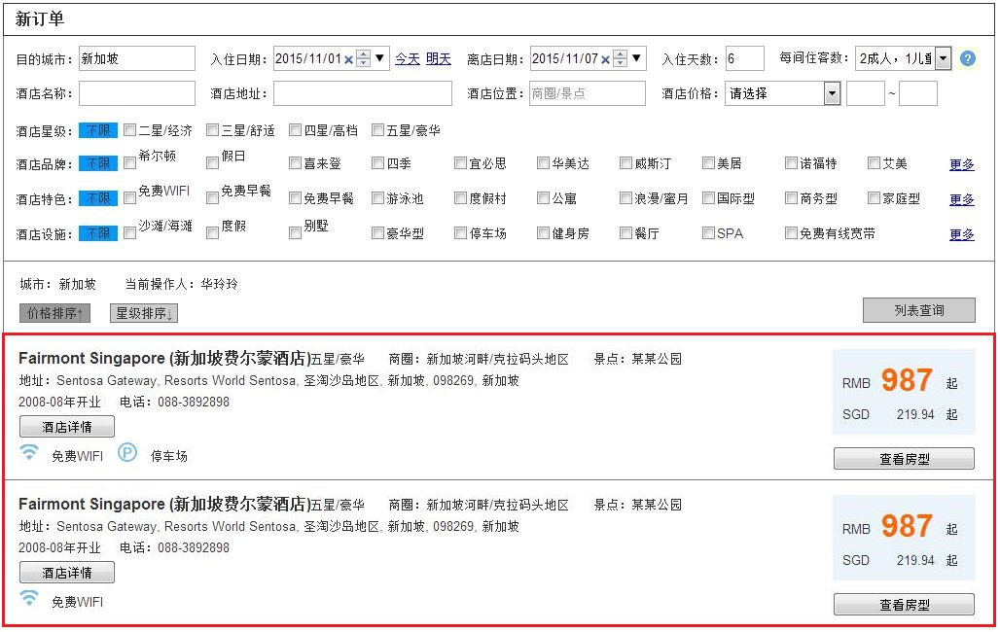 新订单
目的城市： 新加坡 入住日期： 2015/11/01 今天 明天 离店日期： 2015/11/07 入住天数： 6 每间住客数： 2成人，1儿童 ?
酒店名称： 酒店地址： 酒店位置： 商圈/景点 酒店价格： 请选择 ~
酒店星级： 不限 二星/经济 三星/舒适 四星/高档 五星/豪华
酒店品牌： 不限 希尔顿 假日 喜来登 四季 宜必思 华美达 威斯汀 美居 诺福特 艾美 更多
酒店特色： 不限 免费WIFI 免费早餐 免费早餐 游泳池 度假村 公寓 浪漫/蜜月 国际型 商务型 家庭型 更多
酒店设施： 不限 沙滩/海滩 度假 别墅 豪华型 停车场 健身房 餐厅 SPA 免费有线宽带 更多
城市： 新加坡 当前操作人： 华玲玲
价格排序↑ 星级排序↓ 列表查询
Fairmont Singapore (新加坡费尔蒙酒店)五星/豪华 商圈：新加坡河畔/克拉码头地区 景点：某某公园
地址：Sentosa Gateway, Resorts World Sentosa, 圣淘沙岛地区, 新加坡, 098269, 新加坡
2008-08年开业 电话：088-3892898
酒店详情
免费WIFI P 停车场
RMB 987 起
SGD 219.94 起
查看房型
Fairmont Singapore (新加坡费尔蒙酒店)五星/豪华 商圈：新加坡河畔/克拉码头地区 景点：某某公园
地址：Sentosa Gateway, Resorts World Sentosa, 圣淘沙岛地区, 新加坡, 098269, 新加坡
2008-08年开业 电话：088-3892898
酒店详情
免费WIFI
RMB 987 起
SGD 219.94 起
查看房型